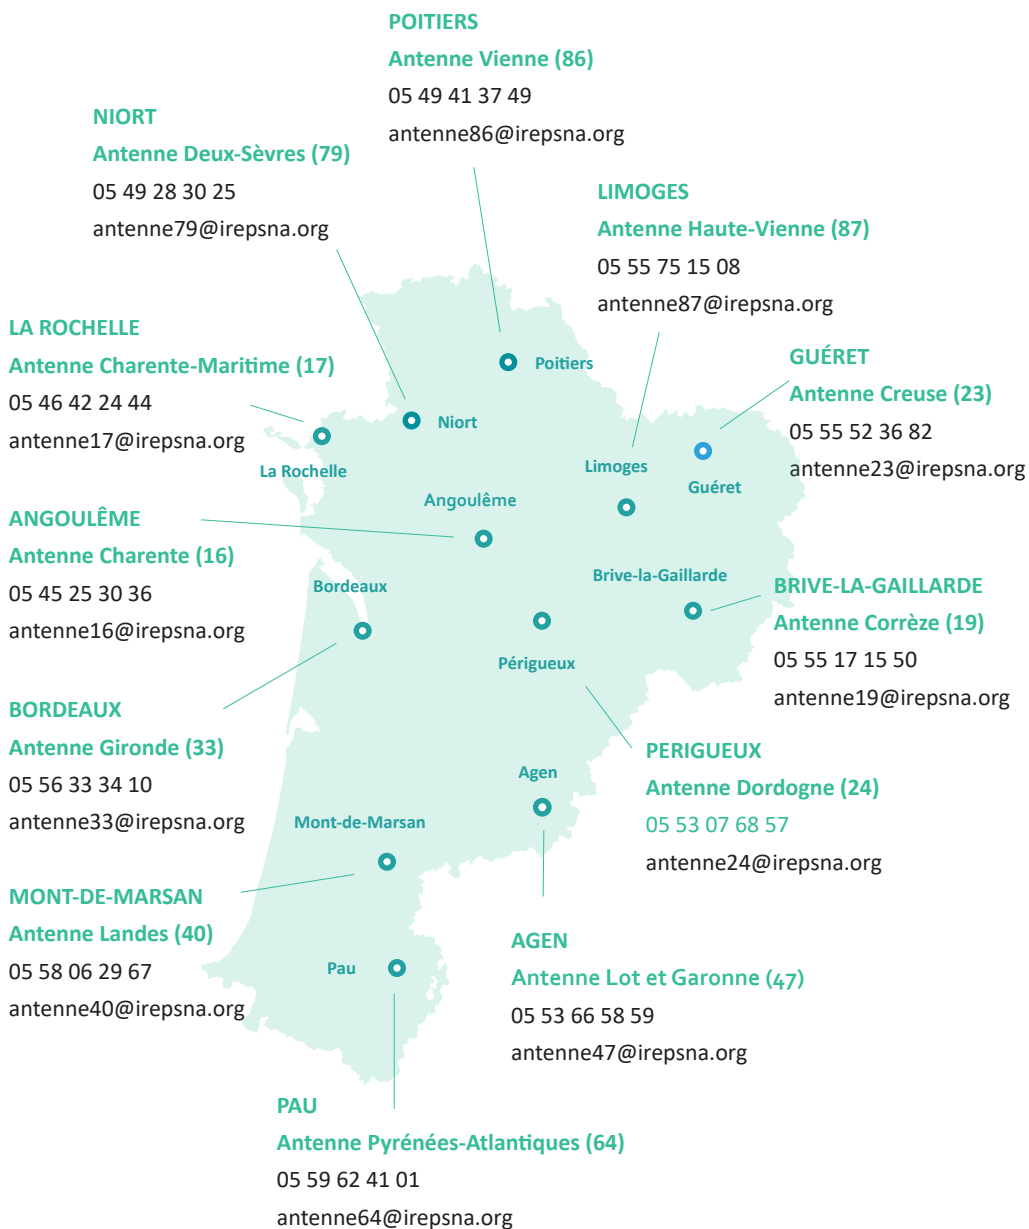 POITIERS
Antenne Vienne (86)
05 49 41 37 49
antenne86@irepsna.org
NIORT
Antenne Deux-Sèvres (79)
05 49 28 30 25
antenne79@irepsna.org
LIMOGES
Antenne Haute-Vienne (87)
05 55 75 15 08
antenne87@irepsna.org
LA ROCHELLE
Antenne Charente-Maritime (17)
05 46 42 24 44
antenne17@irepsna.org
GUÉRET
Antenne Creuse (23)
05 55 52 36 82
antenne23@irepsna.org
Poitiers
Niort
La Rochelle
Limoges
Guéret
Angoulême
ANGOULÊME
Antenne Charente (16)
05 45 25 30 36
antenne16@irepsna.org
Bordeaux
Brive-la-Gaillarde
BRIVE-LA-GAILLARDE
Antenne Corrèze (19)
05 55 17 15 50
antenne19@irepsna.org
Périgueux
BORDEAUX
Antenne Gironde (33)
05 56 33 34 10
antenne33@irepsna.org
PERIGUEUX
Antenne Dordogne (24)
05 53 07 68 57
antenne24@irepsna.org
Agen
Mont-de-Marsan
MONT-DE-MARSAN
Antenne Landes (40)
05 58 06 29 67
antenne40@irepsna.org
Pau
AGEN
Antenne Lot et Garonne (47)
05 53 66 58 59
antenne47@irepsna.org
PAU
Antenne Pyrénées-Atlantiques (64)
05 59 62 41 01
antenne64@irepsna.org